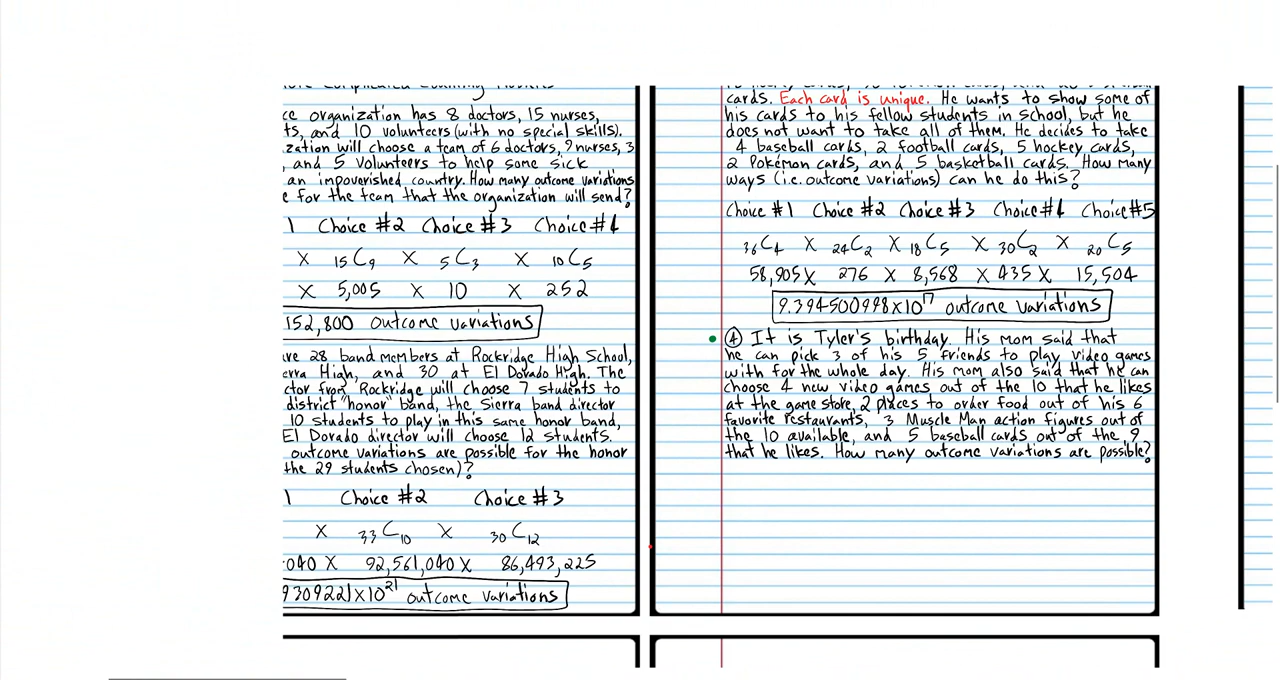 ce organization has 8 doctors, 15 nurses,
ts, and 10 volunteers (with no special skills).
zation will choose a team of 6 doctors, 9 nurses, 3
, and 5 volunteers to help some sick
an impoverished country. How many outcome variations
e for the team that the organization will send?
1 Choice #2 Choice #3 Choice #4
X 15C9 X 5C3 X 10C5
X 5,005 X 10 X 252
152,800 outcome variations
are 28 band members at Rockridge High School,
erra High, and 30 at El Dorado High. The
ctor from Rockridge will choose 7 students to
district "honor" band, the Sierra band director
10 students to play in this same honor band,
El Dorado director will choose 12 students.
outcome variations are possible for the honor
the 29 students chosen)?
1 Choice #2 Choice #3
X 33C10 X 30C12
040 X 92,561,040 X 86,493,225
9309221x10^21 outcome variations
cards. Each card is unique. He wants to show some of
his cards to his fellow students in school, but he
does not want to take all of them. He decides to take
4 baseball cards, 2 football cards, 5 hockey cards,
2 Pokémon cards, and 5 basketball cards. How many
ways (i.e. outcome variations) can he do this?
Choice #1 Choice #2 Choice #3 Choice #4 Choice #5
36C4 X 24C2 X 18C5 X 30C2 X 20C5
58,905 X 276 X 8,568 X 435 X 15,504
9.394500998x10^17 outcome variations
④ It is Tyler's birthday. His mom said that
he can pick 3 of his 5 friends to play video games
with for the whole day. His mom also said that he can
choose 4 new video games out of the 10 that he likes
at the game store, 2 places to order food out of his 6
favorite restaurants, 3 Muscle Man action figures out of
the 10 available, and 5 baseball cards out of the 9
that he likes. How many outcome variations are possible?